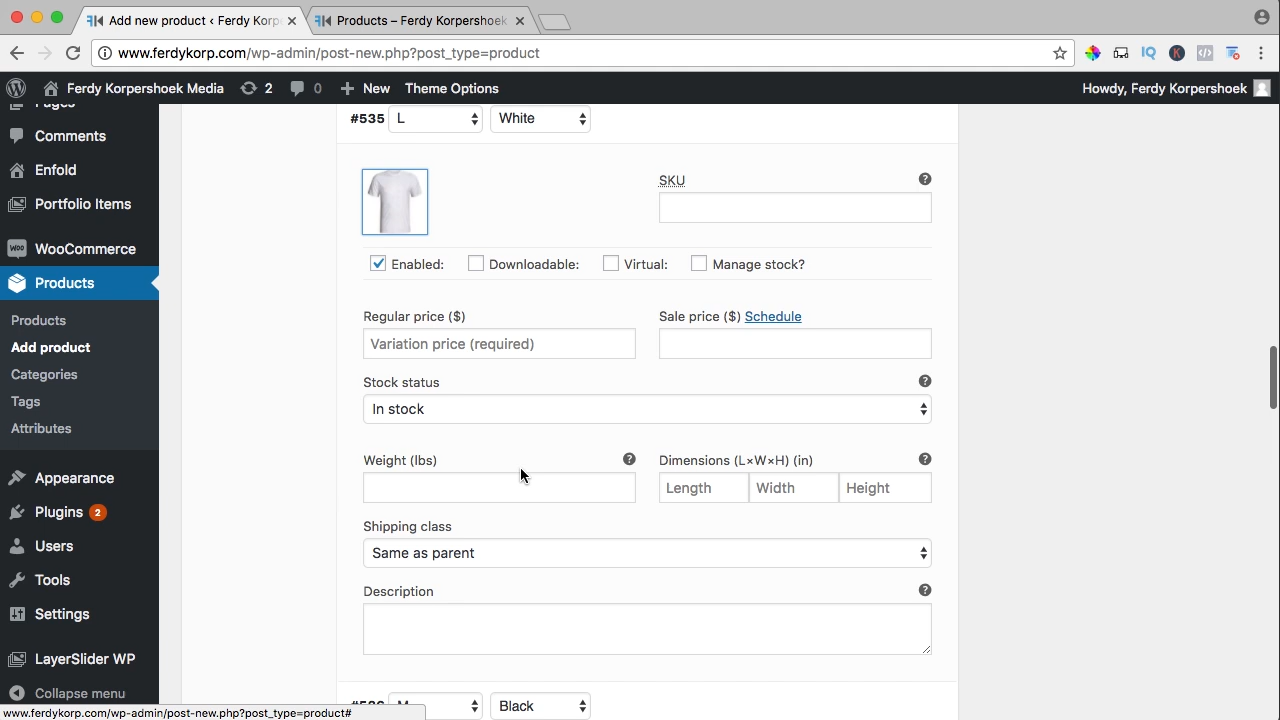 Add new product ‹ Ferdy Korp
Products – Ferdy Korpershoek
www.ferdykorp.com/wp-admin/post-new.php?post_type=product
Ferdy Korpershoek Media 2 0 New Theme Options Howdy, Ferdy Korpershoek
Pages
Comments
Enfold
Portfolio Items
WooCommerce
Products
Products
Add product
Categories
Tags
Attributes
Appearance
Plugins 2
Users
Tools
Settings
LayerSlider WP
Collapse menu
#535 L White
SKU
Enabled: Downloadable: Virtual: Manage stock?
Regular price ($) Sale price ($) Schedule
Variation price (required)
Stock status
In stock
Weight (lbs) Dimensions (L×W×H) (in)
Length Width Height
Shipping class
Same as parent
Description
Black
www.ferdykorp.com/wp-admin/post-new.php?post_type=product#